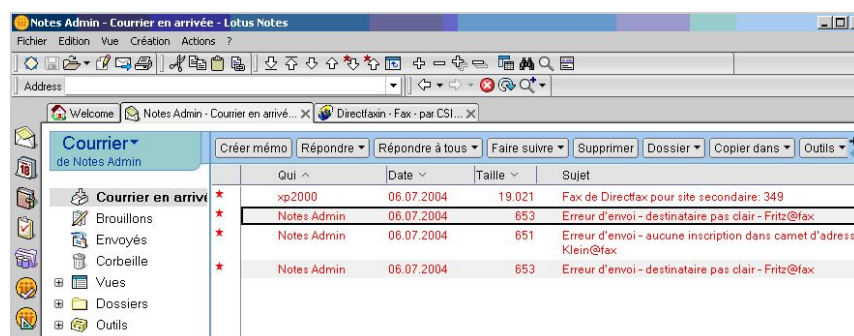 Notes Admin - Courrier en arrivée - Lotus Notes
Fichier Edition Vue Création Actions ?
Address
Welcome Notes Admin - Courrier en arrivé... Directfaxin - Fax - par CSI...
Courrier
de Notes Admin
Créer mémo Répondre Répondre à tous Faire suivre Supprimer Dossier Copier dans Outils
Qui Date Taille Sujet
Courrier en arrivé
Brouillons
Envoyés
Corbeille
Vues
Dossiers
Outils
xp2000 06.07.2004 19.021 Fax de Directfax pour site secondaire: 349
Notes Admin 06.07.2004 653 Erreur d'envoi - destinataire pas clair - Fritz@fax
Notes Admin 06.07.2004 651 Erreur d'envoi - aucune inscription dans carnet d'adress
Klein@fax
Notes Admin 06.07.2004 653 Erreur d'envoi - destinataire pas clair - Fritz@fax